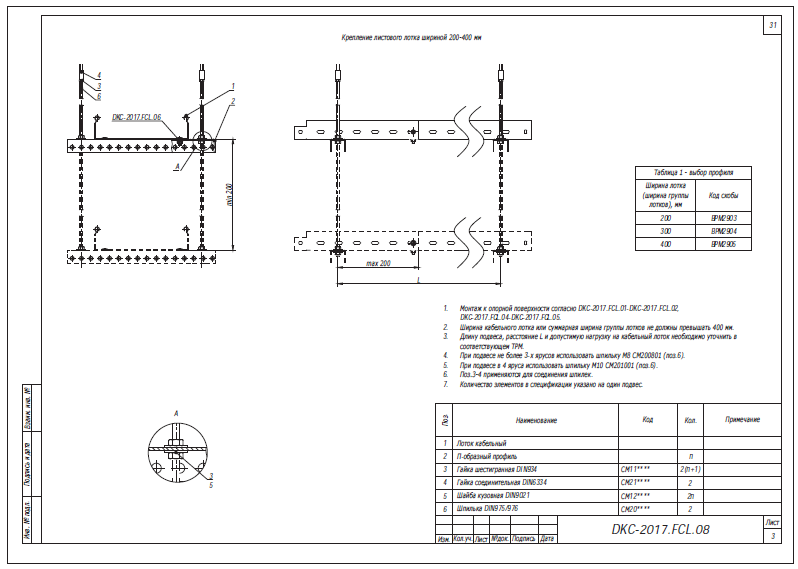 31
Крепление листового лотка шириной 200-400 мм
4
3
6
1
2
DKC-2017.FCL.06
А
min 200
max 200
L
Таблица 1 - выбор профиля
Ширина лотка (ширина группы лотков), мм
Код скобы
200 BPM2903
300 BPM2904
400 BPM2905
1. Монтаж к опорной поверхности согласно DKC-2017.FCL.01-DKC-2017.FCL.02,
DKC-2017.FCL.04-DKC-2017.FCL.05.
2. Ширина кабельного лотка или суммарная ширина группы лотков не должны превышать 400 мм.
3. Длину подвеса, расстояние L и допустимую нагрузку на кабельный лоток необходимо уточнить в
соответствующем ТРМ.
4. При подвесе не более 3-х ярусов использовать шпильку М8 СМ200801 (поз.6).
5. При подвесе в 4 яруса использовать шпильку М10 СМ201001 (поз.6).
6. Поз.3-4 применяются для соединения шпилек.
7. Количество элементов в спецификации указано на один подвес.
А
3
5
Поз. Наименование Код Кол. Примечание
1 Лоток кабельный
2 П-образный профиль n
3 Гайка шестигранная DIN934 СМ11**** 2(n+1)
4 Гайка соединительная DIN6334 СМ21**** 2
5 Шайба кузовная DIN9021 СМ12**** 2n
6 Шпилька DIN975/976 СМ20**** 2
Изм. Кол.уч. Лист №док. Подпись Дата
DKC-2017.FCL.08
Лист
3
Взаим. инв. №
Подпись и дата
Инв. № подл.